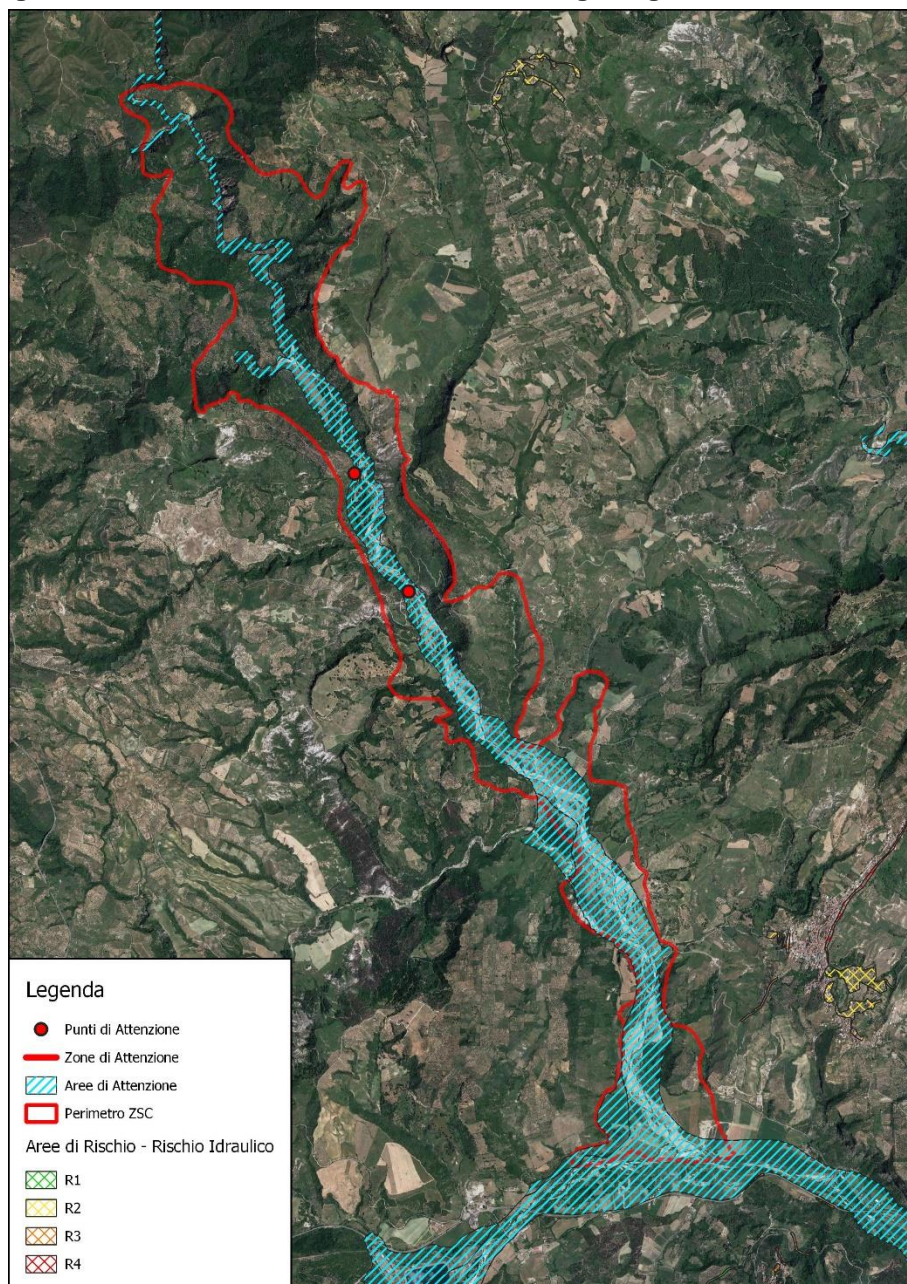 Legenda
Punti di Attenzione
Zone di Attenzione
Aree di Attenzione
Perimetro ZSC
Aree di Rischio - Rischio Idraulico
R1
R2
R3
R4